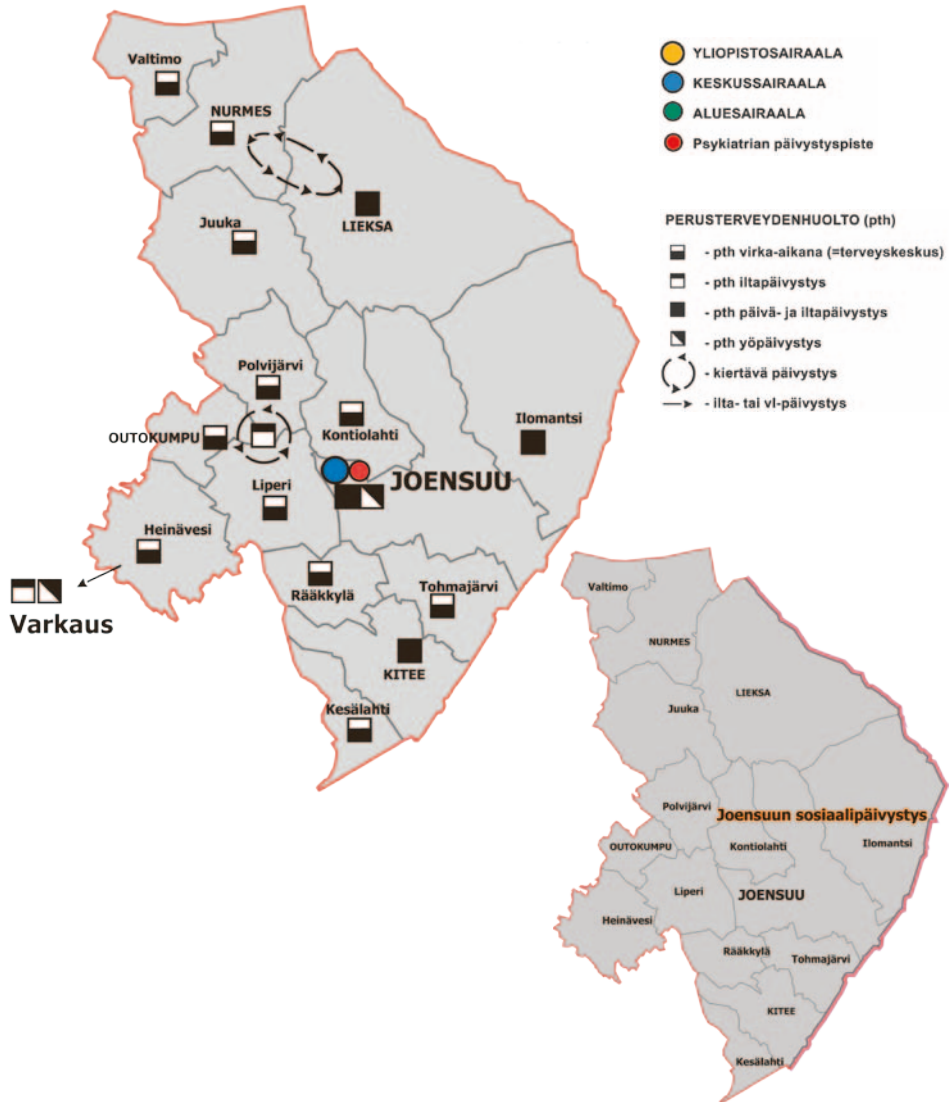 Valtimo
NURMES
LIEKSA
Juuka
Polvijärvi
OUTOKUMPU
Kontiolahti
Ilomantsi
JOENSUU
Liperi
Heinävesi
Varkaus
Rääkkylä
Tohmajärvi
KITEE
Kesälahti
YLIOPISTOSAIRAALA
KESKUSSAIRAALA
ALUESAIRAALA
Psykiatrian päivystyspiste
PERUSTERVEYDENHUOLTO (pth)
- pth virka-aikana (=terveyskeskus)
- pth iltapäivystys
- pth päivä- ja iltapäivystys
- pth yöpäivystys
- kiertävä päivystys
- ilta- tai vl-päivystys
Valtimo
NURMES
LIEKSA
Juuka
Polvijärvi
Joensuun sosiaalipäivystys
OUTOKUMPU
Kontiolahti
Ilomantsi
Liperi
JOENSUU
Heinävesi
Rääkkylä
Tohmajärvi
KITEE
Kesälahti